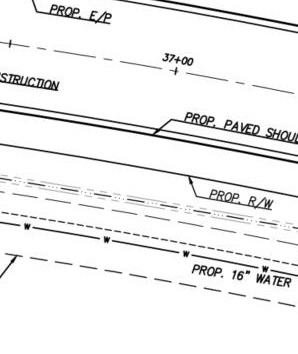 PROP. E/P
37+00
STRUCTION
PROP. PAVED SHOUL
PROP. R/W
W W W W
PROP. 16" WATER